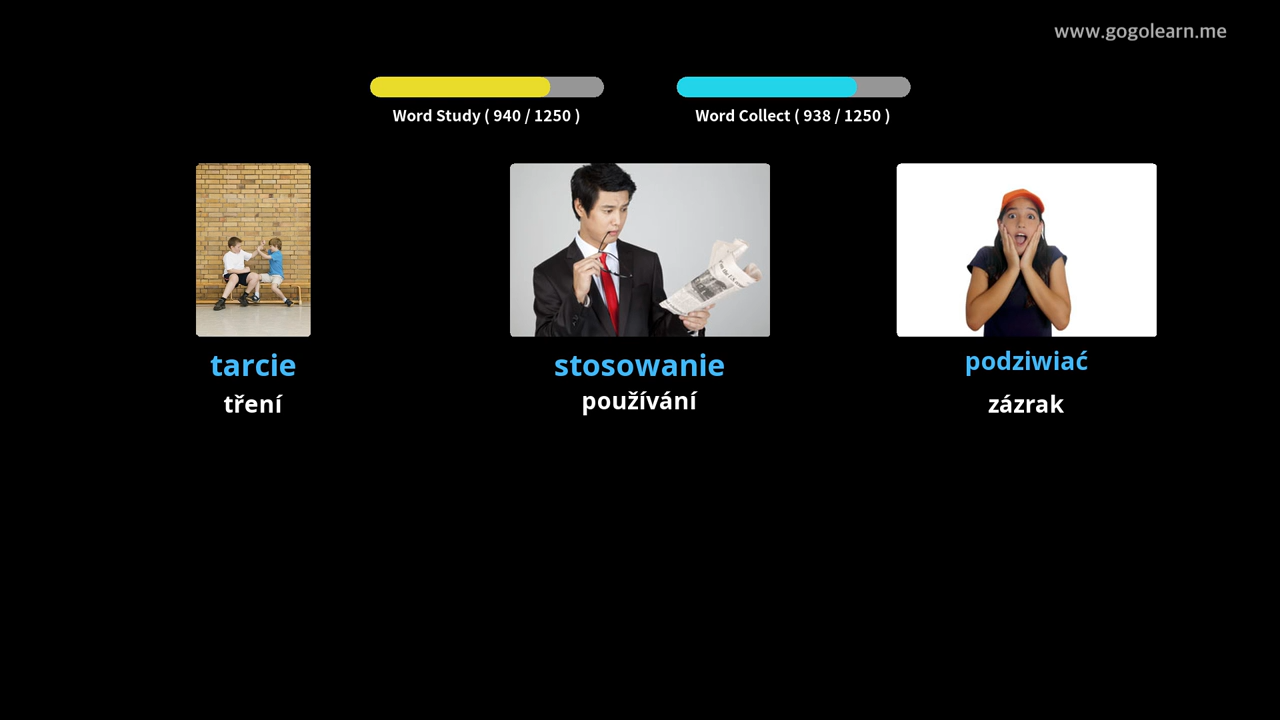 www.gogolearn.me
Word Study ( 940 / 1250 )
Word Collect ( 938 / 1250 )
tarcie
tření
stosowanie
používání
podziwiać
zázrak